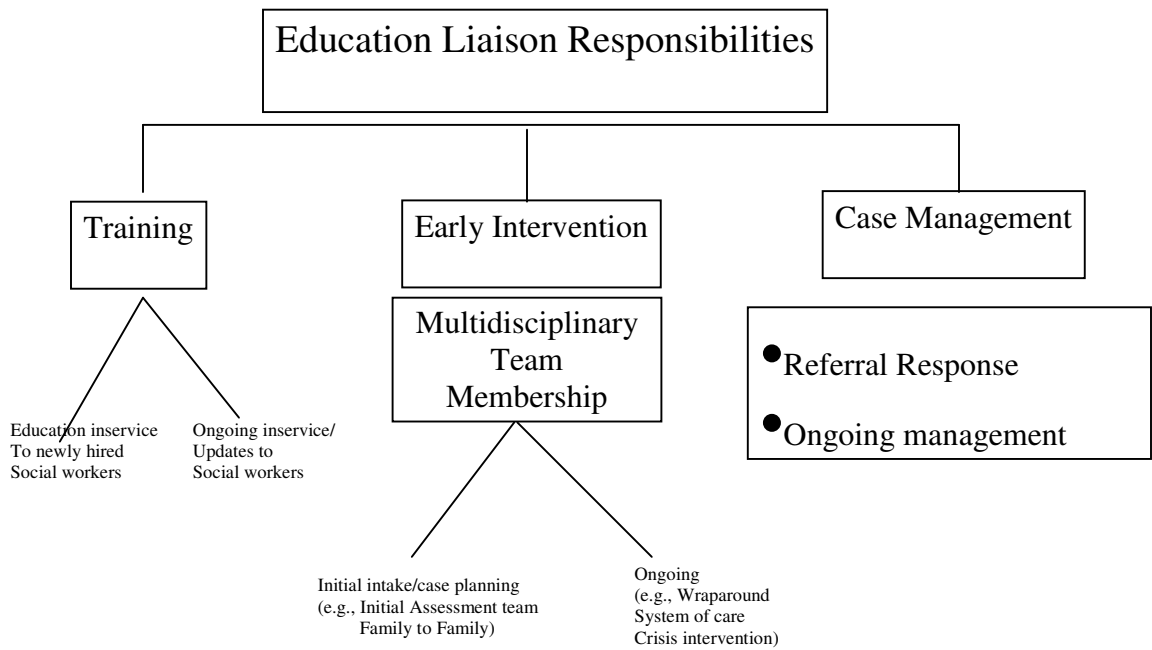 Education Liaison Responsibilities
Training
Early Intervention
Case Management
Multidisciplinary
Team
Membership
●Referral Response
●Ongoing management
Education inservice
To newly hired
Social workers
Ongoing inservice/
Updates to
Social workers
Initial intake/case planning
(e.g., Initial Assessment team
Family to Family)
Ongoing
(e.g., Wraparound
System of care
Crisis intervention)